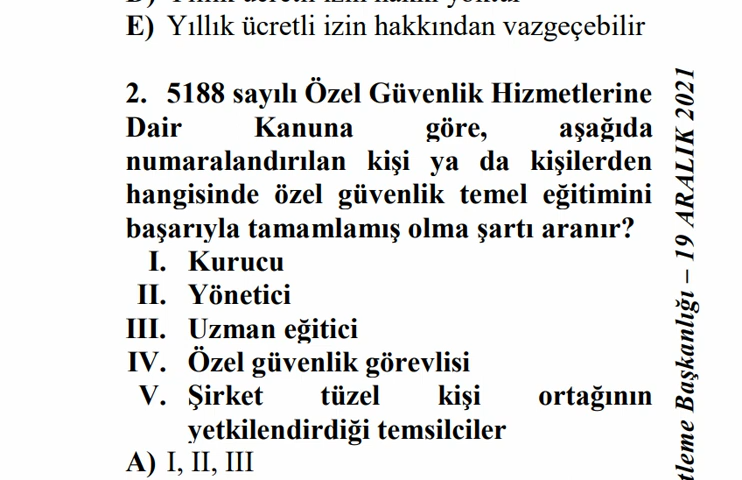 E) Yıllık ücretli izin hakkından vazgeçebilir
2. 5188 sayılı Özel Güvenlik Hizmetlerine
Dair Kanuna göre, aşağıda
numaralandırılan kişi ya da kişilerden
hangisinde özel güvenlik temel eğitimini
başarıyla tamamlamış olma şartı aranır?
I. Kurucu
II. Yönetici
III. Uzman eğitici
IV. Özel güvenlik görevlisi
V. Şirket tüzel kişi ortağının
yetkilendirdiği temsilciler
A) I, II, III
Başkanlığı – 19 ARALIK 2021